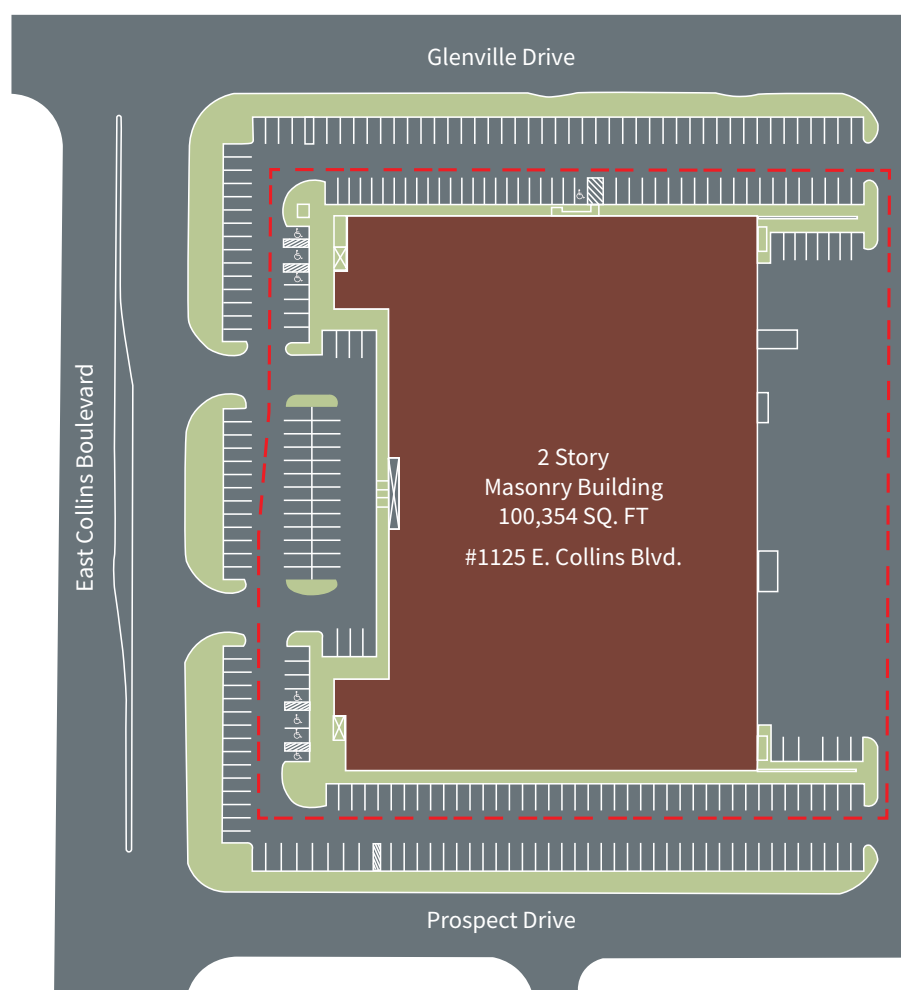 Glenville Drive
East Collins Boulevard
2 Story
Masonry Building
100,354 SQ. FT
#1125 E. Collins Blvd.
Prospect Drive